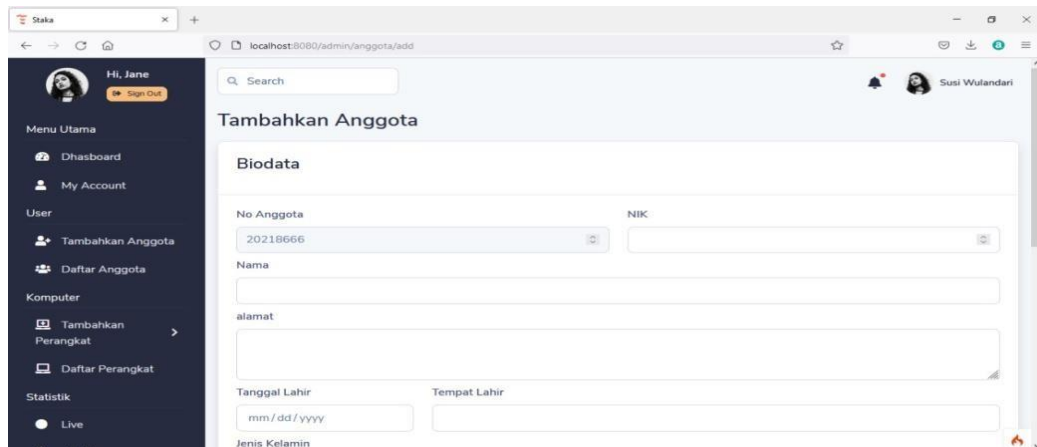 Staka
localhost:8080/admin/anggota/add
Hi, Jane
Sign Out
Search
Susi Wulandari
Menu Utama
Dhasboard
My Account
User
Tambahkan Anggota
Daftar Anggota
Komputer
Tambahkan
Perangkat
Daftar Perangkat
Statistik
Live
Tambahkan Anggota
Biodata
No Anggota
NIK
20218666
Nama
alamat
Tanggal Lahir
Tempat Lahir
mm/dd/yyyy
Jenis Kelamin